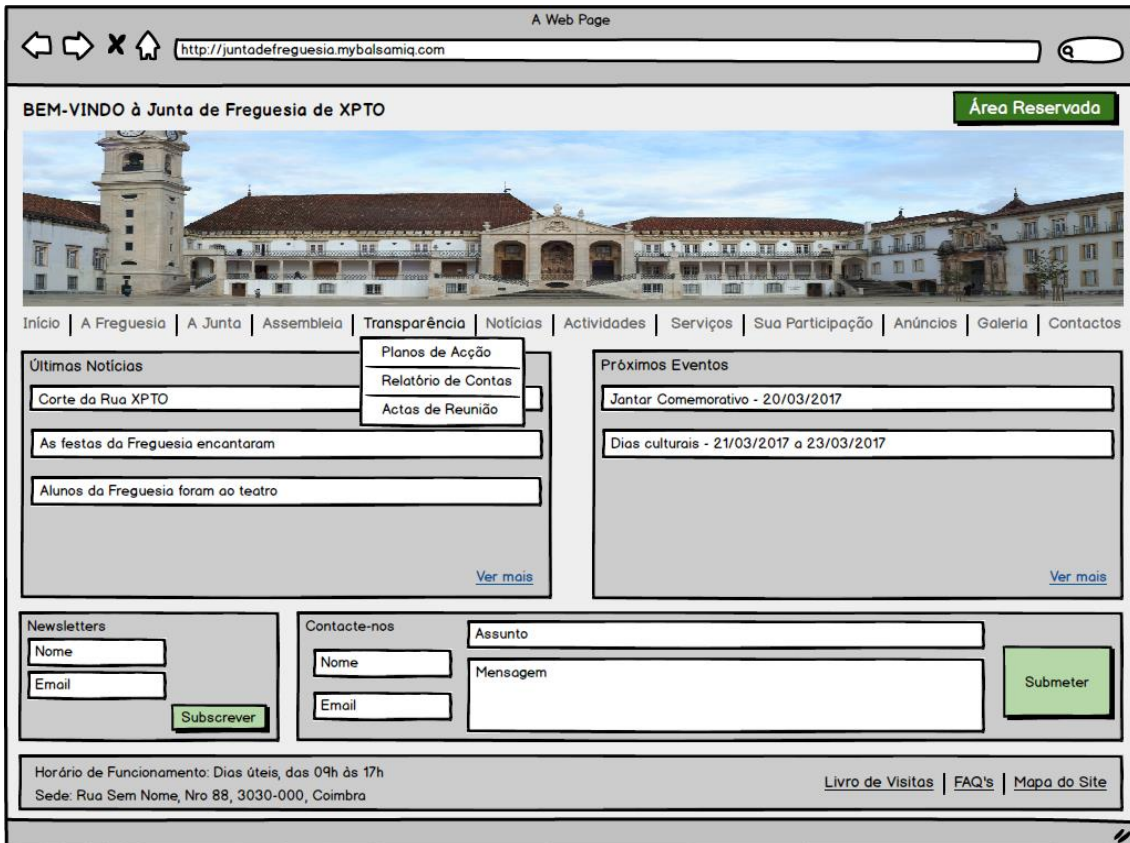 A Web Page
http://juntadefreguesia.mybalsamiq.com
BEM-VINDO à Junta de Freguesia de XPTO
Área Reservada
Início | A Freguesia | A Junta | Assembleia | Transparência | Notícias | Actividades | Serviços | Sua Participação | Anúncios | Galeria | Contactos
Planos de Acção
Relatório de Contas
Actas de Reunião
Últimas Notícias
Corte da Rua XPTO
As festas da Freguesia encantaram
Alunos da Freguesia foram ao teatro
Ver mais
Próximos Eventos
Jantar Comemorativo - 20/03/2017
Dias culturais - 21/03/2017 a 23/03/2017
Ver mais
Newsletters
Nome
Email
Subscrever
Contacte-nos
Nome
Email
Assunto
Mensagem
Submeter
Horário de Funcionamento: Dias úteis, das 09h às 17h
Sede: Rua Sem Nome, Nro 88, 3030-000, Coimbra
Livro de Visitas | FAQ's | Mapa do Site